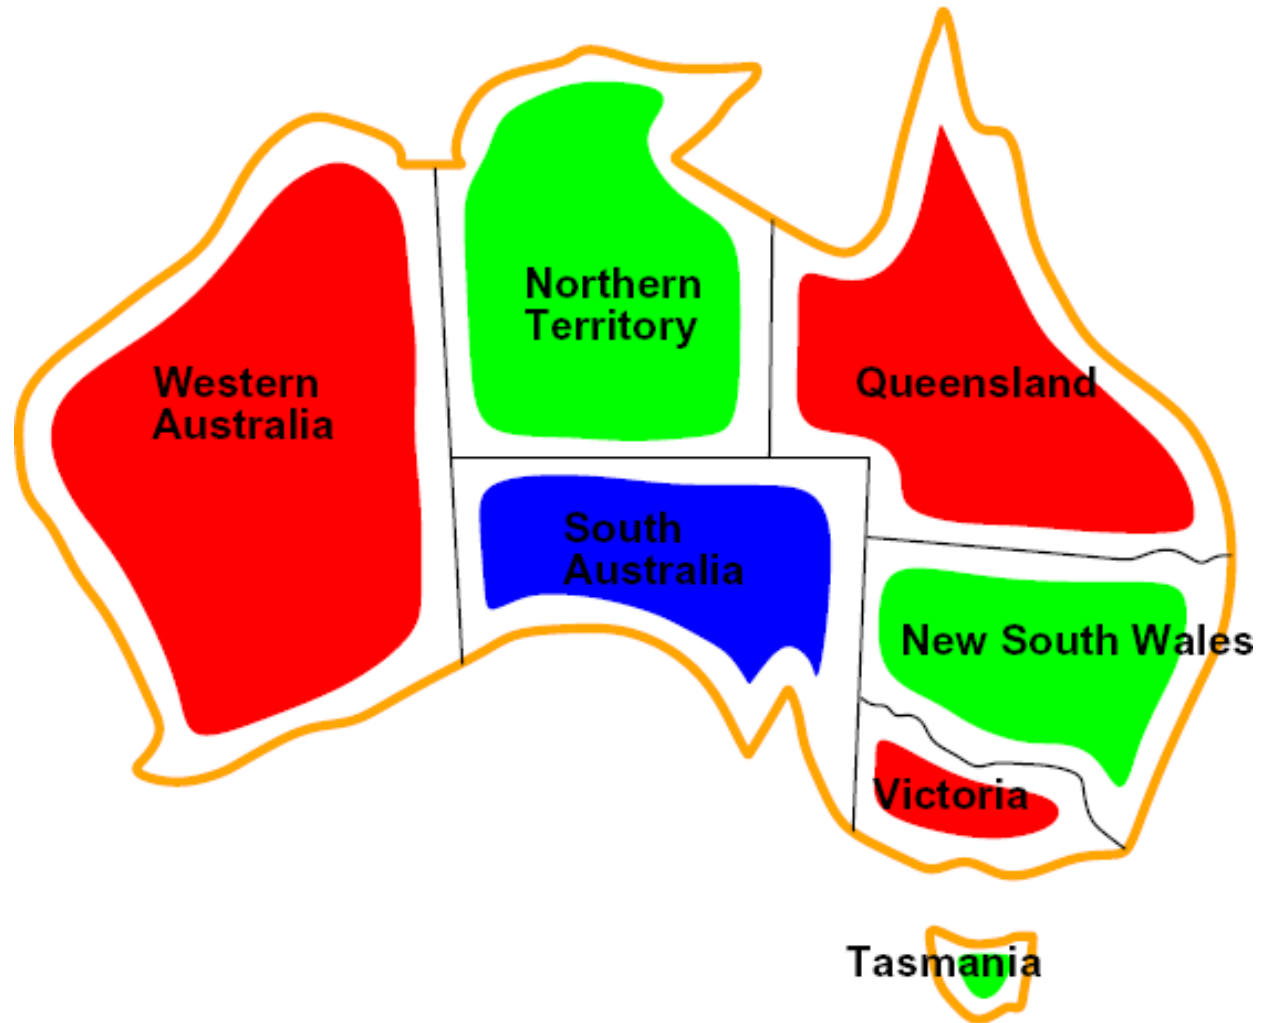 Northern
Territory
Western
Australia
Queensland
South
Australia
New South Wales
Victoria
Tasmania